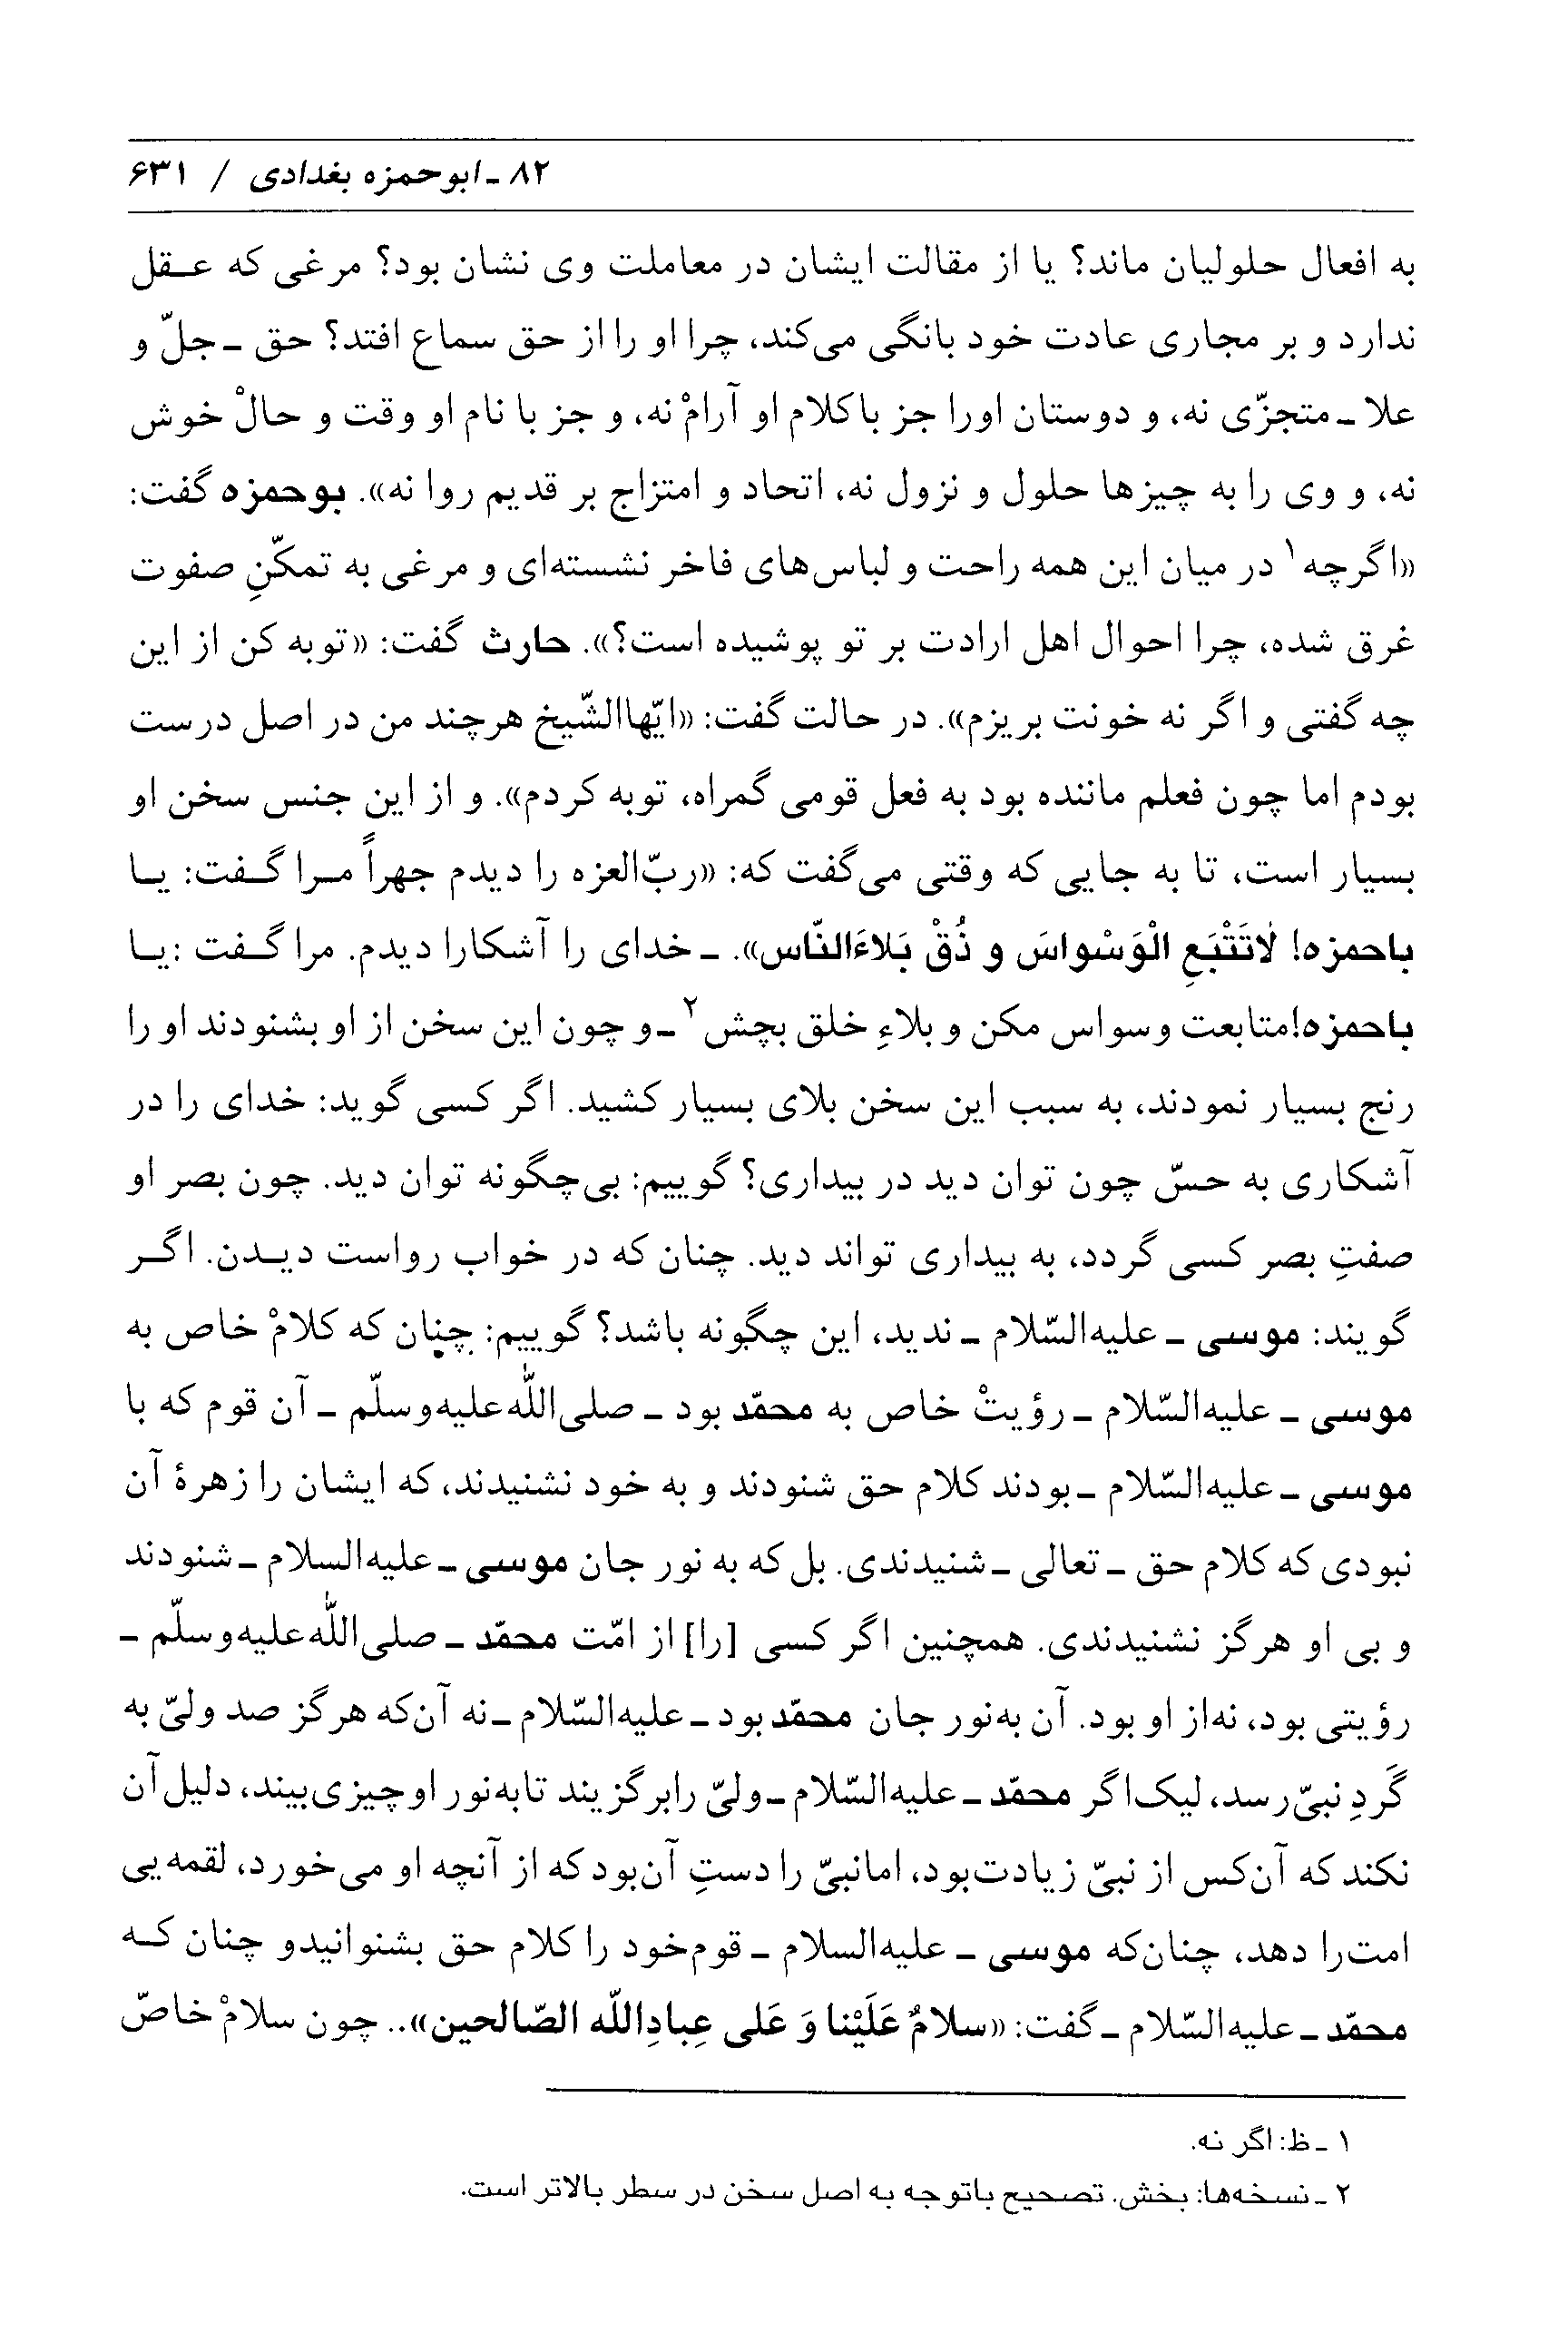 ۸۲ ـ ابوحمزه بغدادی / ۶۳۱
به افعال حلولیان ماند؟ یا از مقالت ایشان در معاملت وی نشان بود؟ مرغی که عـقل
ندارد و بر مجاری عادت خود بانگی می‌کند، چرا او را از حق سماع افتد؟ حق ـ جلّ و
علا ـ متجزّی نه، و دوستان اورا جز باکلام او آرامْ نه، و جز با نام او وقت و حالْ خوش
نه، و وی را به چیزها حلول و نزول نه، اتحاد و امتزاج بر قدیم روا نه». بوحمزه گفت:
«اگرچه۱ در میان این همه راحت و لباس‌های فاخر نشسته‌ای و مرغی به تمکّنِ صفوت
غرق شده، چرا احوال اهل ارادت بر تو پوشیده است؟». حارث گفت: «توبه کن از این
چه گفتی و اگر نه خونت بریزم». در حالت گفت: «ایّهاالشّیخ هرچند من در اصل درست
بودم اما چون فعلم ماننده بود به فعل قومی گمراه، توبه کردم». و از این جنس سخن او
بسیار است، تا به جایی که وقتی می‌گفت که: «ربّ‌العزه را دیدم جهراً مـرا گـفت: یـا
باحمزه! لٰاتَتْبَعِ الْوَسْواسَ و ذُقْ بَلاءَالنّاس». ـ خدای را آشکارا دیدم. مرا گـفت :یـا
باحمزه!متابعت وسواس مکن و بلاءِ خلق بچش۲ ـ و چون این سخن از او بشنودند او را
رنج بسیار نمودند، به سبب این سخن بلای بسیار کشید. اگر کسی گوید: خدای را در
آشکاری به حسّ چون توان دید در بیداری؟ گوییم: بی‌چگونه توان دید. چون بصر او
صفتِ بصر کسی گردد، به بیداری تواند دید. چنان که در خواب رواست دیـدن. اگـر
گویند: موسی ـ علیه‌السّلام ـ ندید، این چگونه باشد؟ گوییم: چنان که کلامْ خاص به
موسی ـ علیه‌السّلام ـ رؤیتْ خاص به محمّد بود ـ صلی‌اللّٰه‌علیه‌وسلّم ـ آن قوم که با
موسی ـ علیه‌السّلام ـ بودند کلام حق شنودند و به خود نشنیدند، که ایشان را زهرهٔ آن
نبودی که کلام حق ـ تعالی ـ شنیدندی. بل که به نور جان موسی ـ علیه‌السلام ـ شنودند
و بی او هرگز نشنیدندی. همچنین اگر کسی [را] از امّت محمّد ـ صلی‌اللّٰه‌علیه‌وسلّم ـ
رؤیتی بود، نه‌از او بود. آن به‌نور جان محمّد بود ـ علیه‌السّلام ـ نه آن‌که هرگز صد ولیّ به
گَردِ نبیّ‌رسد، لیک‌اگر محمّد ـ علیه‌السّلام ـ ولیّ رابرگزیند تابه‌نور اوچیزی‌بیند، دلیل‌آن
نکند که آن‌کس از نبیّ زیادت‌بود، امانبیّ را دستِ آن‌بود که از آنچه او می‌خورد، لقمه‌یی
امت‌را دهد، چنان‌که موسی ـ علیه‌السلام ـ قوم‌خود را کلام حق بشنوانیدو چنان کـه
محمّد ـ علیه‌السّلام ـ گفت: «سلامٌ عَلَیْنا وَ عَلی عِبادِاللّه الصّالحین».. چون سلامْ خاصّ
۱ ـ ظ: اگر نه.
۲ ـ نسخه‌ها: بخش. تصحیح باتوجه به اصل سخن در سطر بالاتر است.